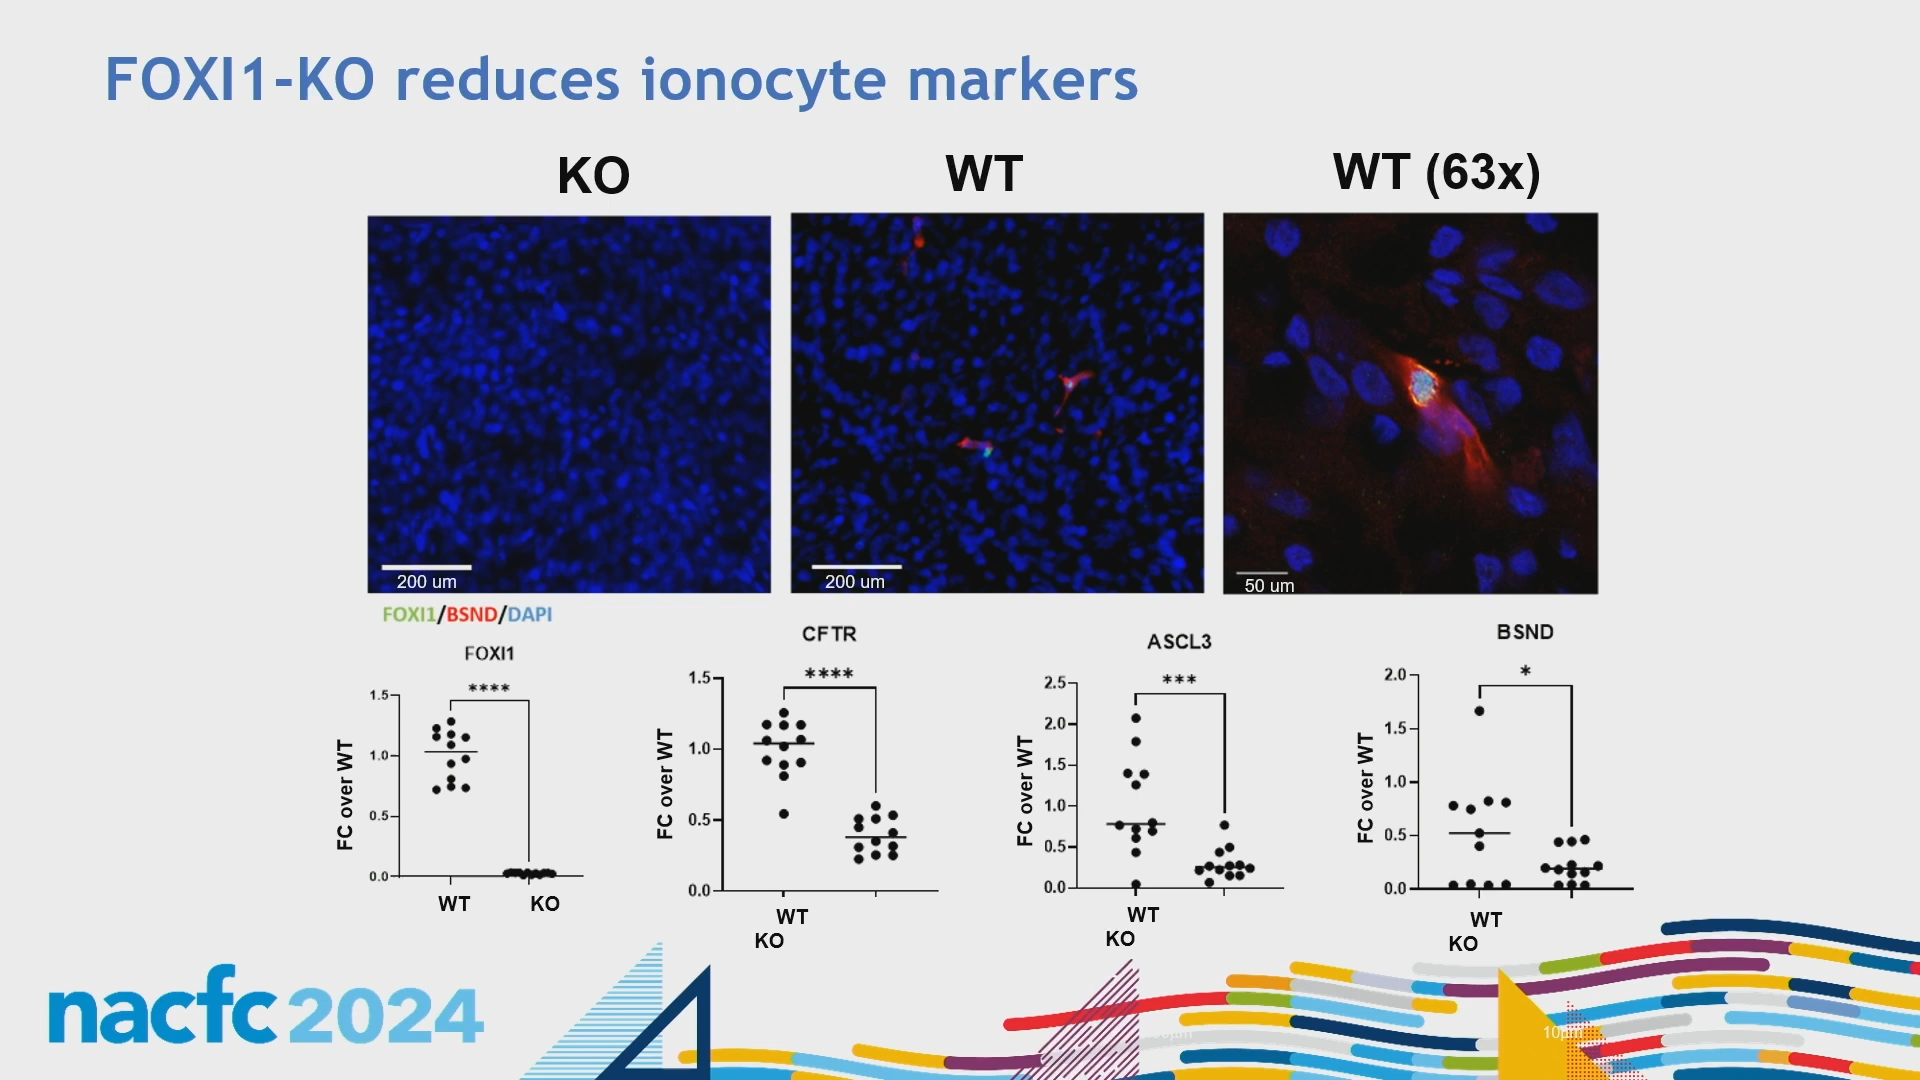 FOXI1-KO reduces ionocyte markers
KO
WT
WT (63x)
200 um
200 um
50 um
FOXI1/BSND/DAPI
FOXI1
****
FC over WT
1.5
1.0
0.5
0.0
WT
KO
CFTR
****
FC over WT
1.5
1.0
0.5
0.0
WT
KO
ASCL3
***
FC over WT
2.5
2.0
1.5
1.0
0.5
0.0
WT
KO
BSND
*
FC over WT
2.0
1.5
1.0
0.5
0.0
WT
KO
nacfc 2024